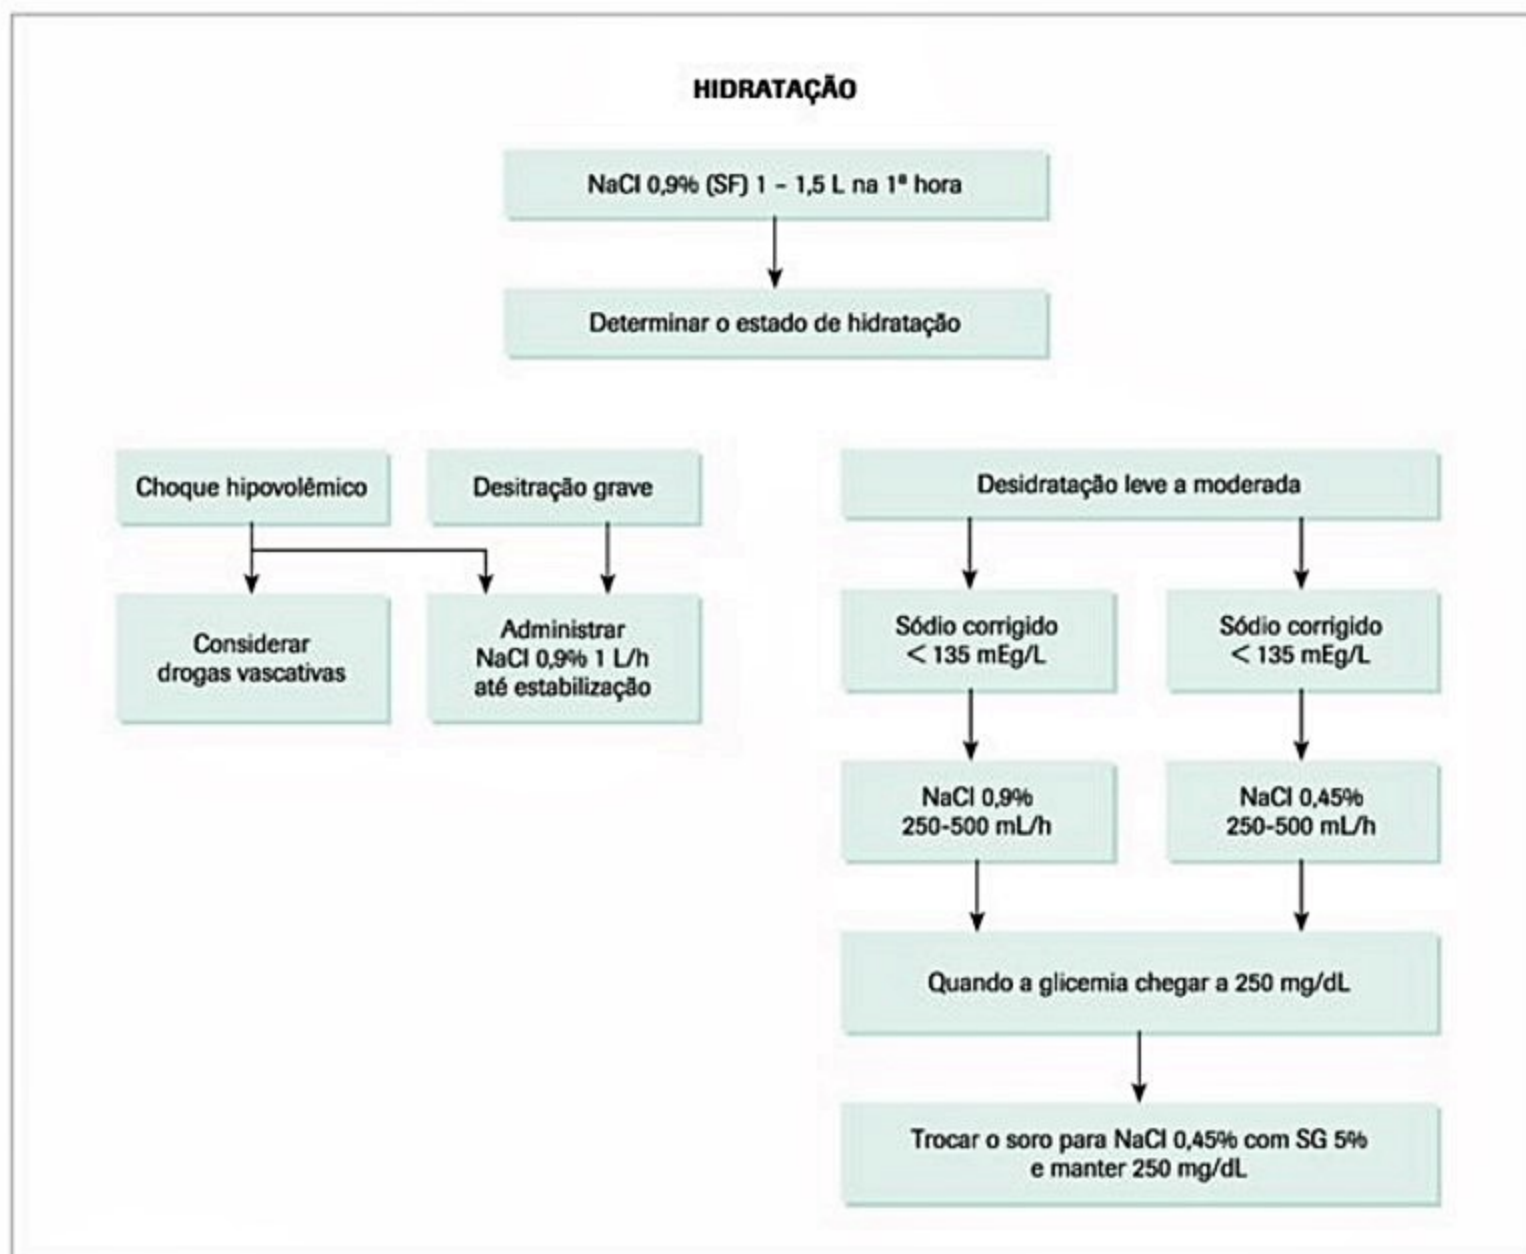 HIDRATAÇÃO
NaCl 0,9% (SF) 1 – 1,5 L na 1ª hora
Determinar o estado de hidratação
Choque hipovolêmico
Desitração grave
Desidratação leve a moderada
Considerar
drogas vascativas
Administrar
NaCl 0,9% 1 L/h
até estabilização
Sódio corrigido
< 135 mEg/L
Sódio corrigido
< 135 mEg/L
NaCl 0,9%
250-500 mL/h
NaCl 0,45%
250-500 mL/h
Quando a glicemia chegar a 250 mg/dL
Trocar o soro para NaCl 0,45% com SG 5%
e manter 250 mg/dL